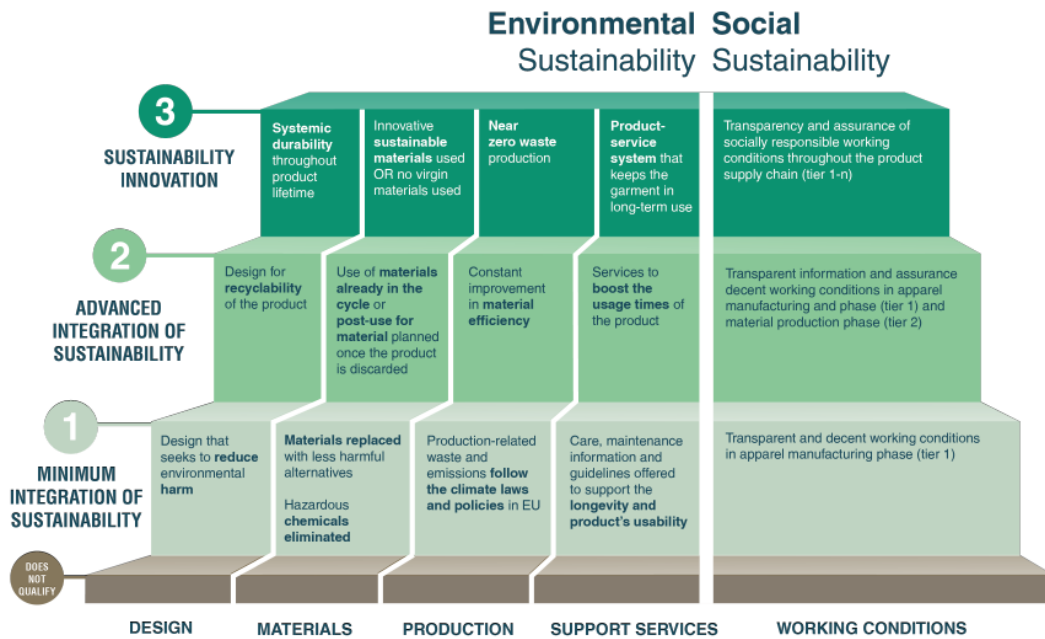 Environmental Social
Sustainability Sustainability
3
SUSTAINABILITY
INNOVATION
Systemic
durability
throughout
product
lifetime
Innovative
sustainable
materials used
OR no virgin
materials used
Near
zero waste
production
Product-
service
system that
keeps the
garment in
long-term use
Transparency and assurance of
socially responsible working
conditions throughout the product
supply chain (tier 1-n)
2
ADVANCED
INTEGRATION OF
SUSTAINABILITY
Design for
recyclability
of the product
Use of materials
already in the
cycle or
post-use for
material planned
once the product
is discarded
Constant
improvement
in material
efficiency
Services to
boost the
usage times of
the product
Transparent information and assurance
decent working conditions in apparel
manufacturing and phase (tier 1) and
material production phase (tier 2)
1
MINIMUM
INTEGRATION OF
SUSTAINABILITY
Design that
seeks to reduce
environmental
harm
Materials replaced
with less harmful
alternatives
Hazardous
chemicals
eliminated
Production-related
waste and
emissions follow
the climate laws
and policies in EU
Care, maintenance
information and
guidelines offered
to support the
longevity and
product's usability
Transparent and decent working conditions
in apparel manufacturing phase (tier 1)
DOES
NOT
QUALIFY
DESIGN
MATERIALS
PRODUCTION
SUPPORT SERVICES
WORKING CONDITIONS